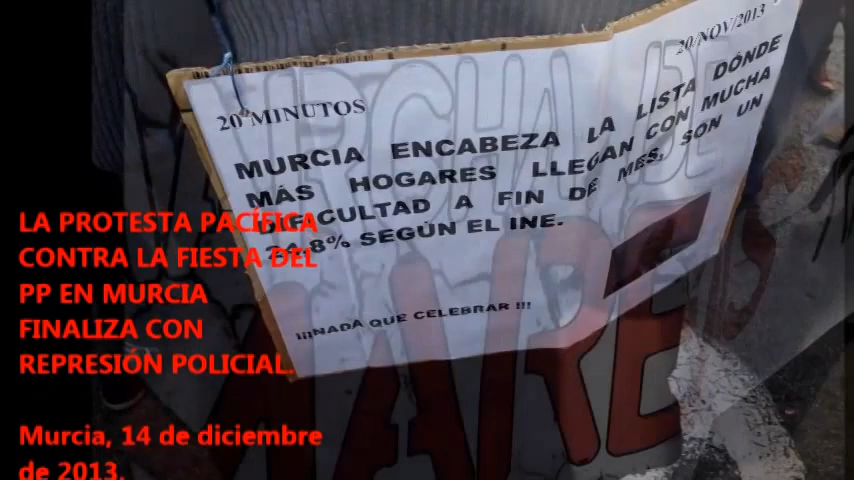 20/NOV/2013
20 MINUTOS
MURCIA ENCABEZA LA LISTA DÓNDE
MÁS HOGARES LLEGAN CON MUCHA
DIFICULTAD A FIN DE MES, SON UN
24,8% SEGÚN EL INE.
¡¡¡NADA QUE CELEBRAR !!!
LA PROTESTA PACÍFICA
CONTRA LA FIESTA DEL
PP EN MURCIA
FINALIZA CON
REPRESIÓN POLICIAL.
Murcia, 14 de diciembre
de 2013.